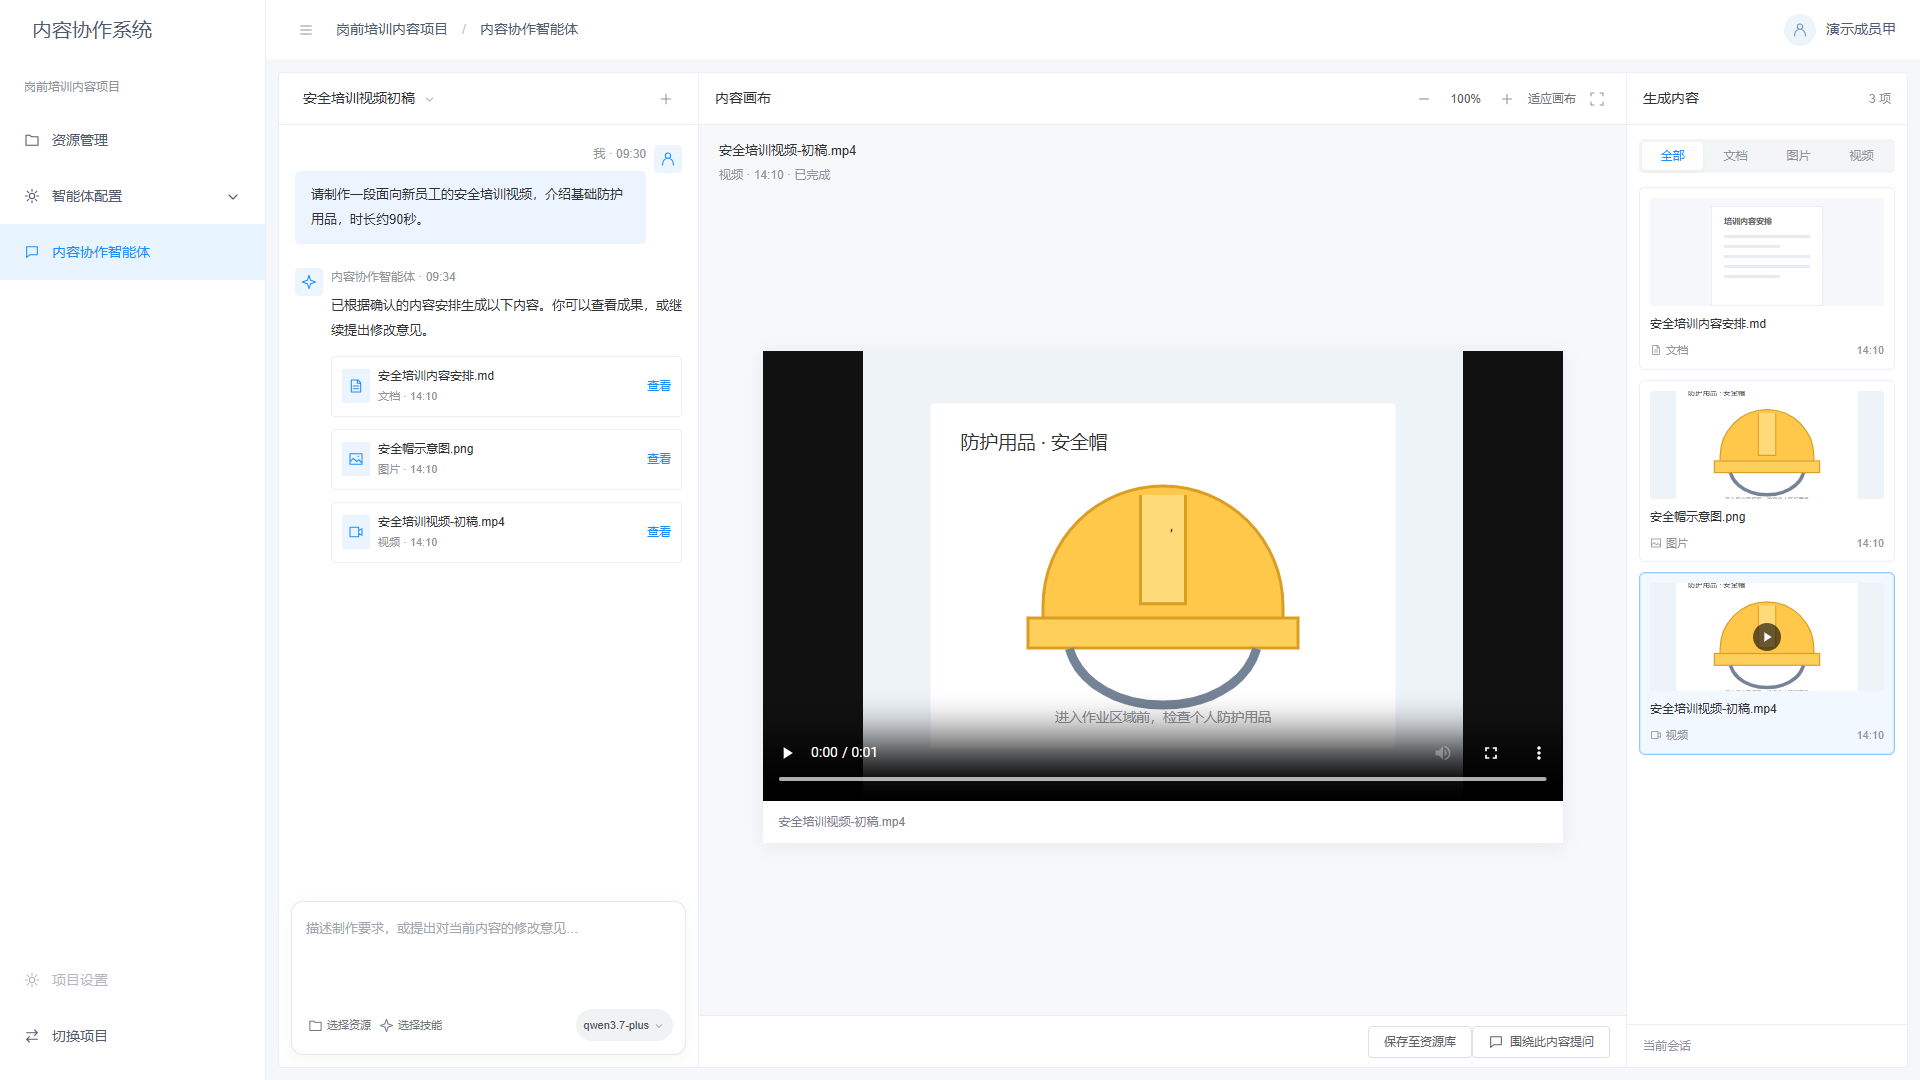 内容协作系统
岗前培训内容项目
资源管理
智能体配置
内容协作智能体
项目设置
切换项目
岗前培训内容项目 / 内容协作智能体
演示成员甲
安全培训视频初稿
我 · 09:30
请制作一段面向新员工的安全培训视频，介绍基础防护
用品，时长约90秒。
内容协作智能体 · 09:34
已根据确认的内容安排生成以下内容。你可以查看成果，或继
续提出修改意见。
安全培训内容安排.md
文档 · 14:10
查看
安全帽示意图.png
图片 · 14:10
查看
安全培训视频-初稿.mp4
视频 · 14:10
查看
描述制作要求，或提出对当前内容的修改意见...
选择资源 选择技能 qwen3.7-plus
内容画布
100% 适应画布
安全培训视频-初稿.mp4
视频 · 14:10 · 已完成
防护用品 · 安全帽
进入作业区域前，检查个人防护用品
0:00 / 0:01
安全培训视频-初稿.mp4
保存至资源库 围绕此内容提问
生成内容 3 项
全部 文档 图片 视频
培训内容安排
安全培训内容安排.md
文档 14:10
防护用品 · 安全帽
安全帽示意图.png
图片 14:10
防护用品 · 安全帽
安全培训视频-初稿.mp4
视频 14:10
当前会话